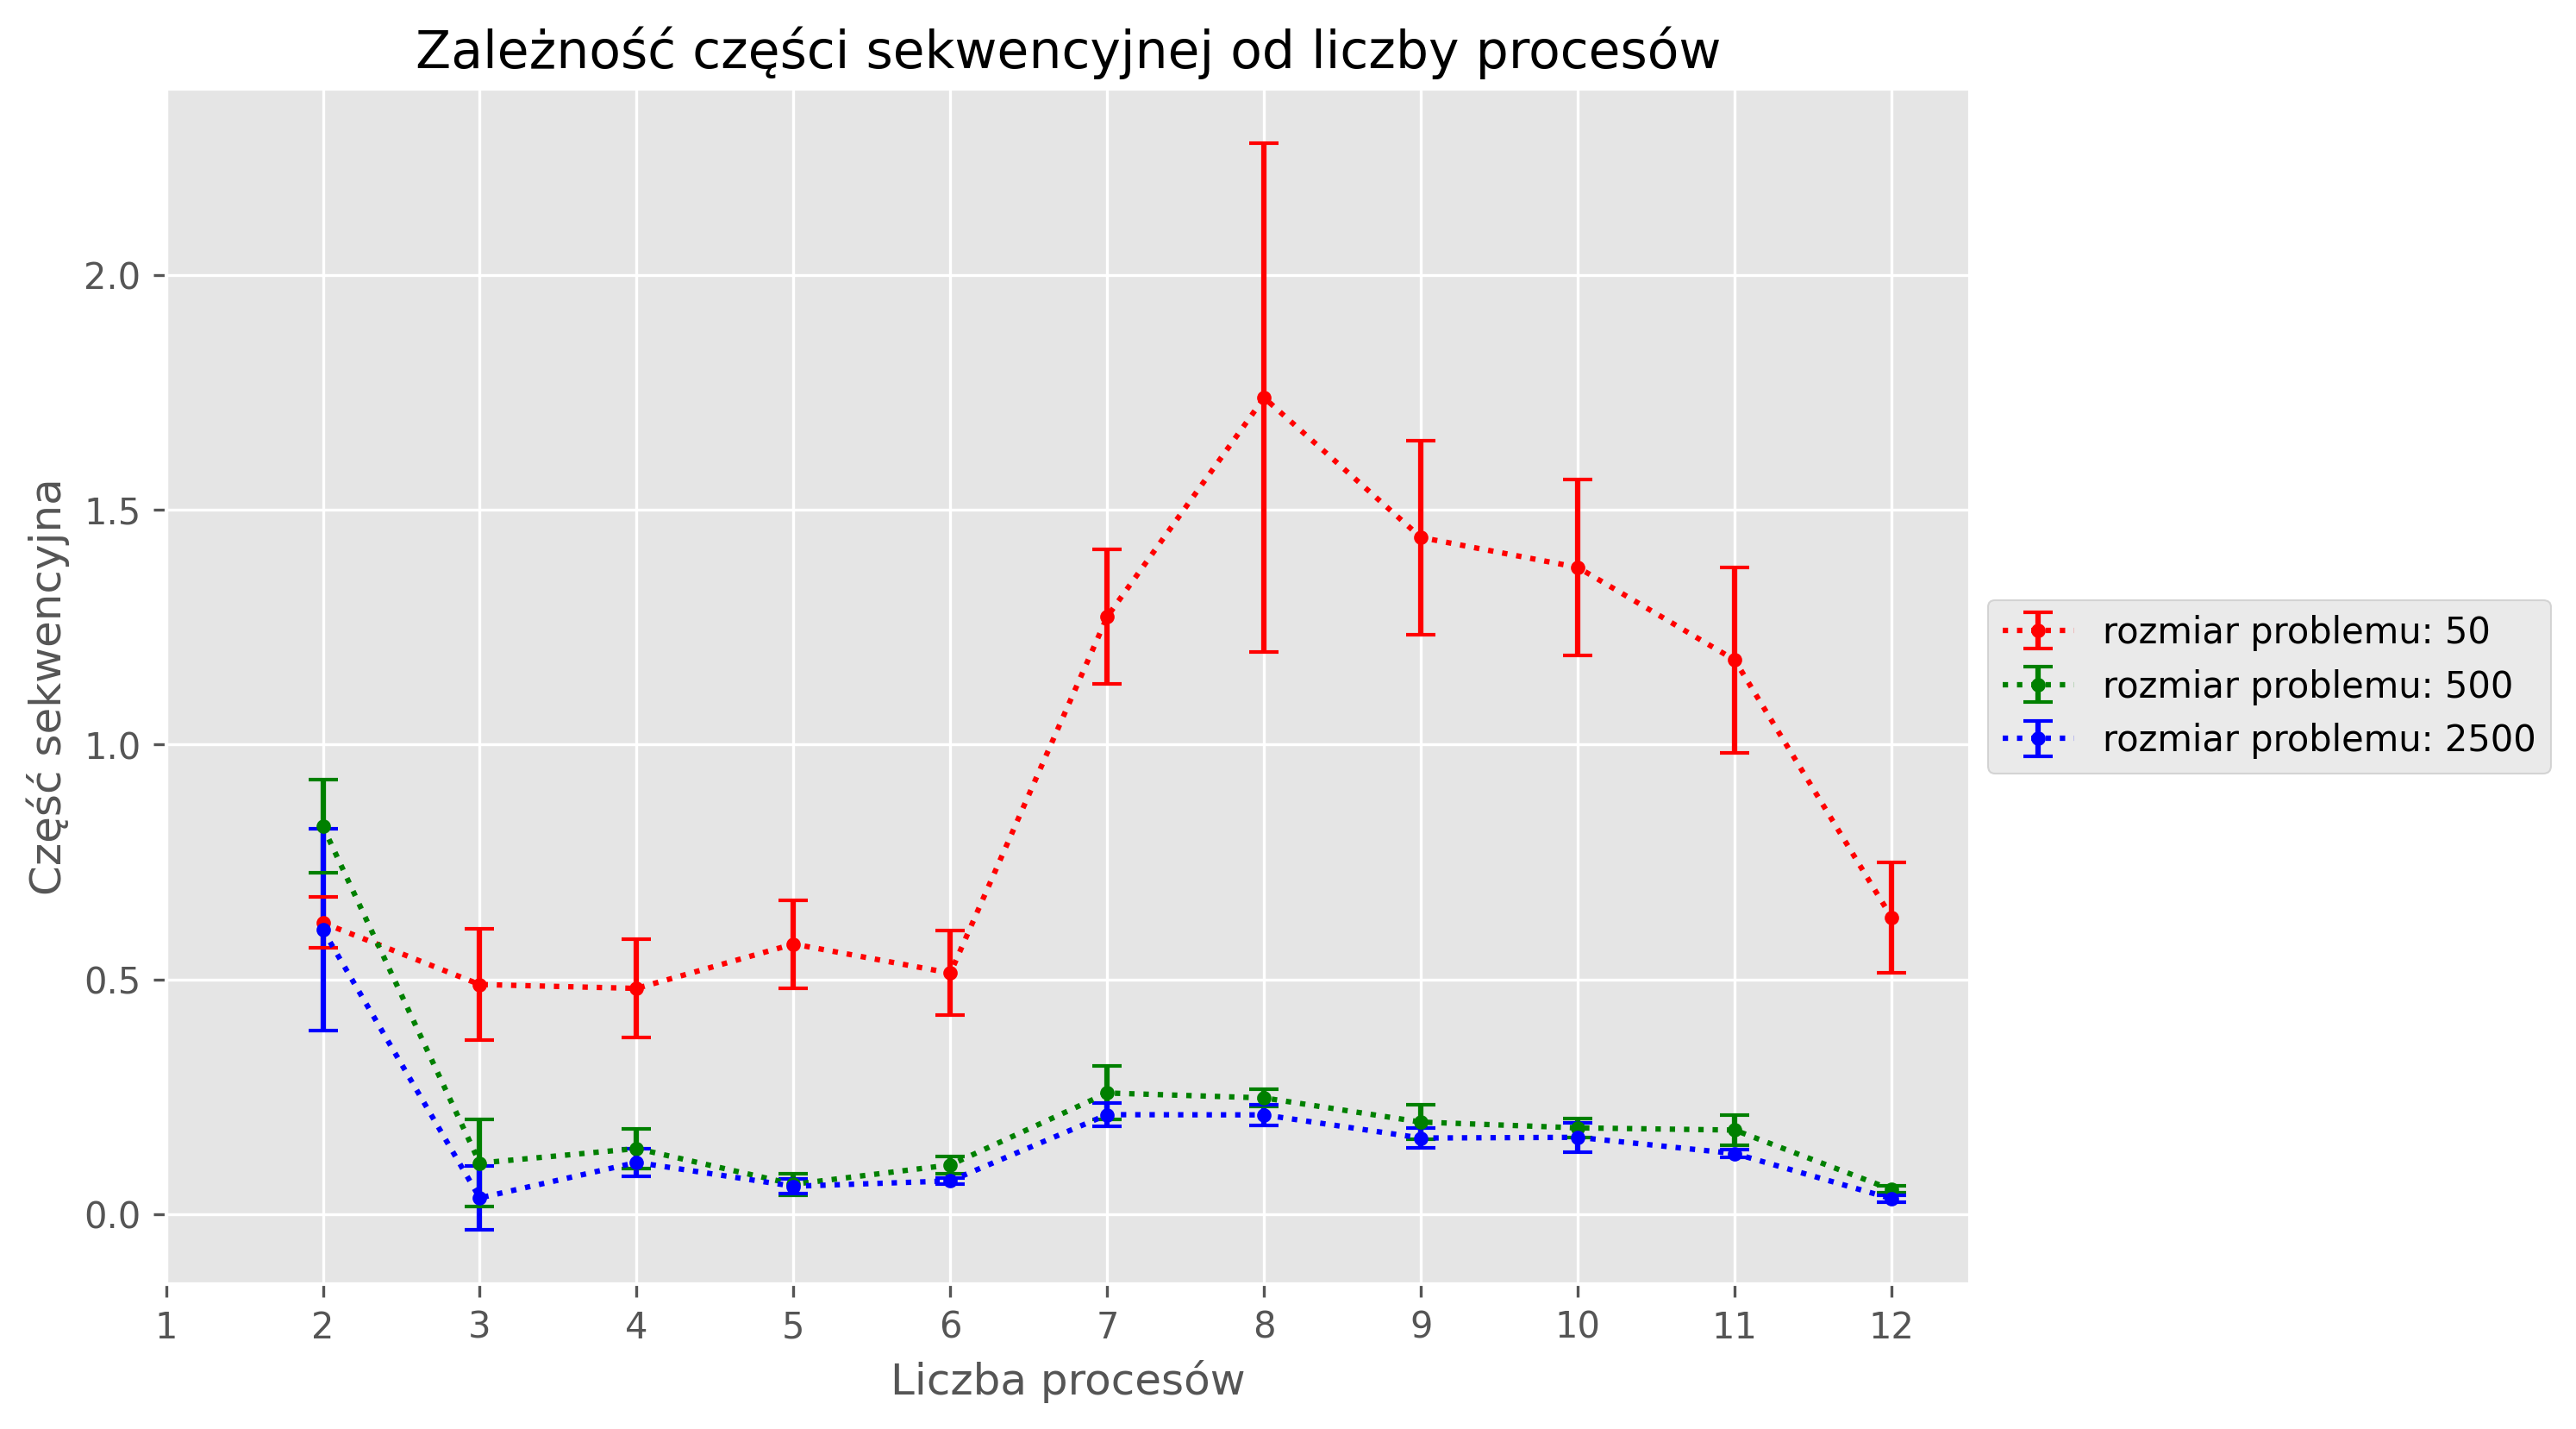 Zależność części sekwencyjnej od liczby procesów
Część sekwencyjna
2.0
1.5
1.0
0.5
0.0
1 2 3 4 5 6 7 8 9 10 11 12
Liczba procesów
rozmiar problemu: 50
rozmiar problemu: 500
rozmiar problemu: 2500